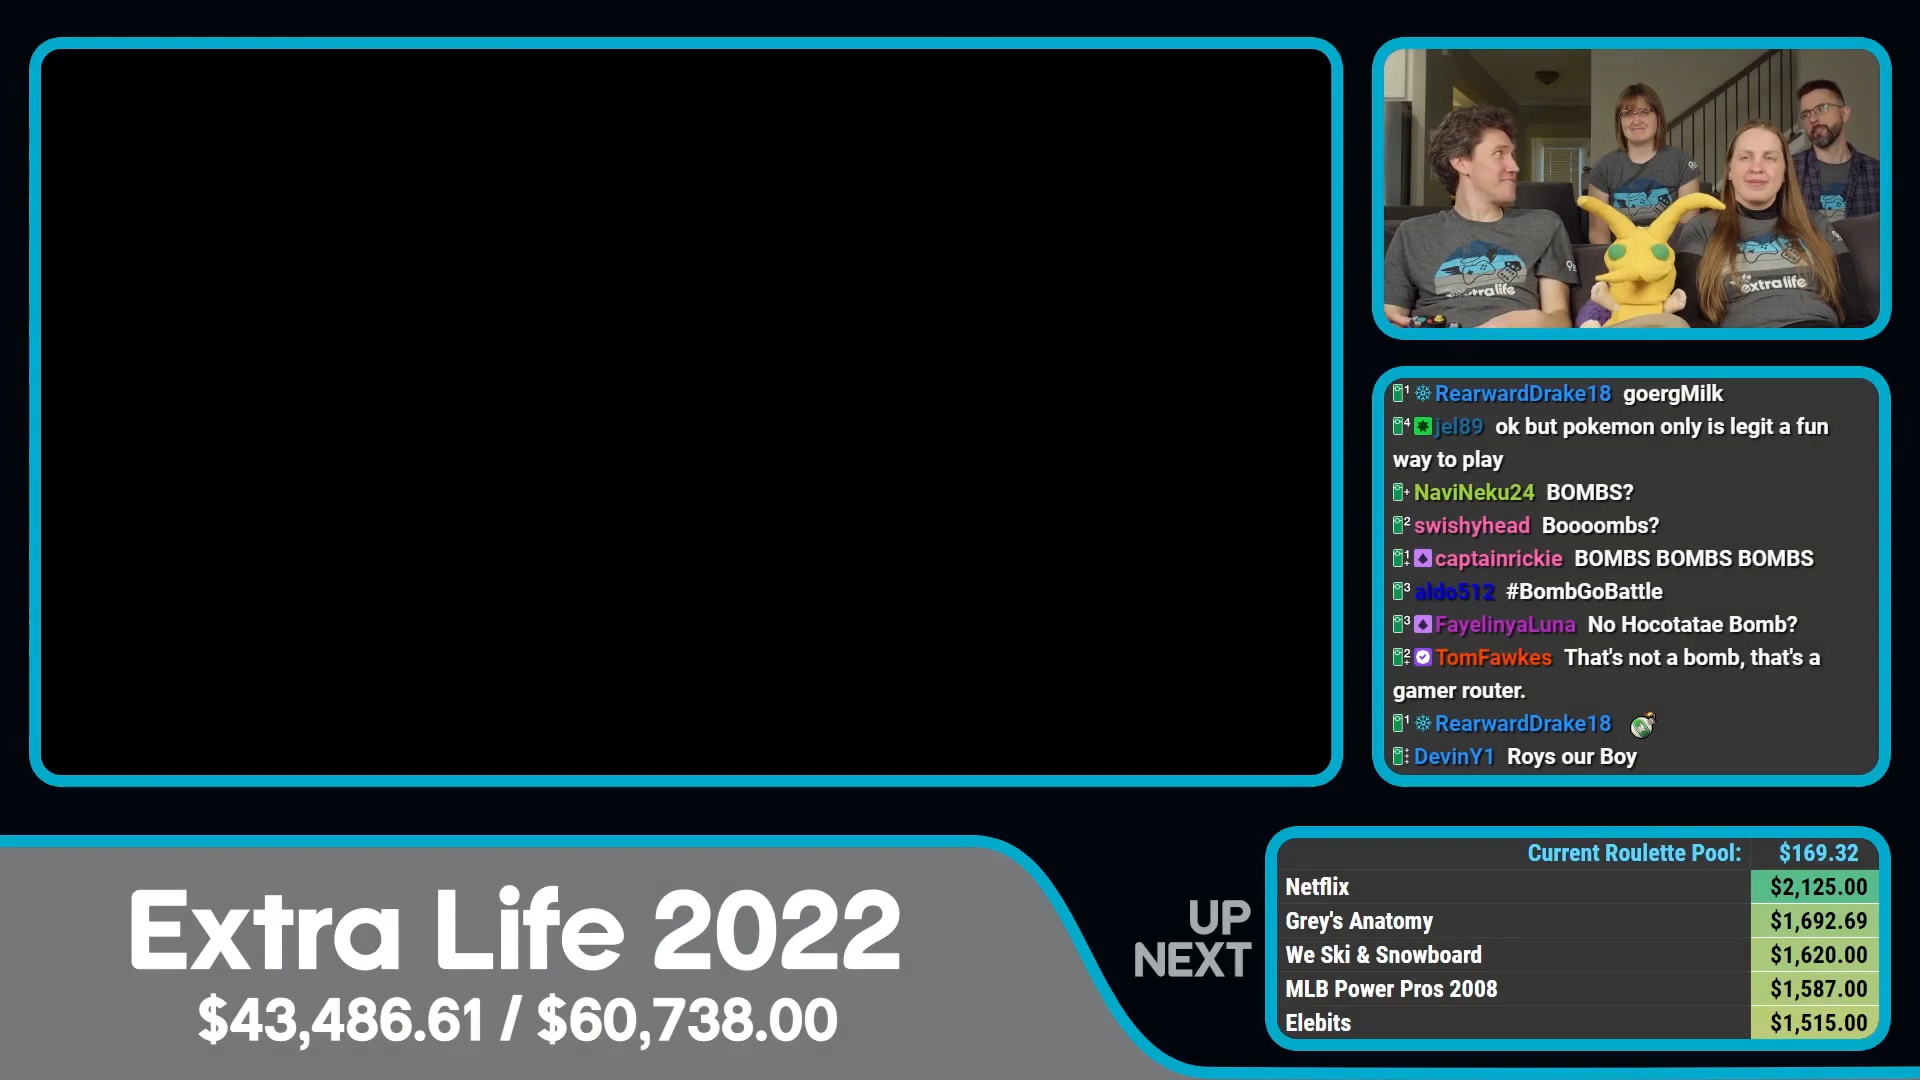 extralife
RearwardDrake18 goergMilk
jel89 ok but pokemon only is legit a fun
way to play
NaviNeku24 BOMBS?
swishyhead Boooombs?
captainrickie BOMBS BOMBS BOMBS
aldo512 #BombGoBattle
FayelinyaLuna No Hocotatae Bomb?
TomFawkes That's not a bomb, that's a
gamer router.
RearwardDrake18
DevinY1 Roys our Boy
Extra Life 2022
$43,486.61 / $60,738.00
UP
NEXT
Current Roulette Pool: $169.32
Netflix $2,125.00
Grey's Anatomy $1,692.69
We Ski & Snowboard $1,620.00
MLB Power Pros 2008 $1,587.00
Elebits $1,515.00